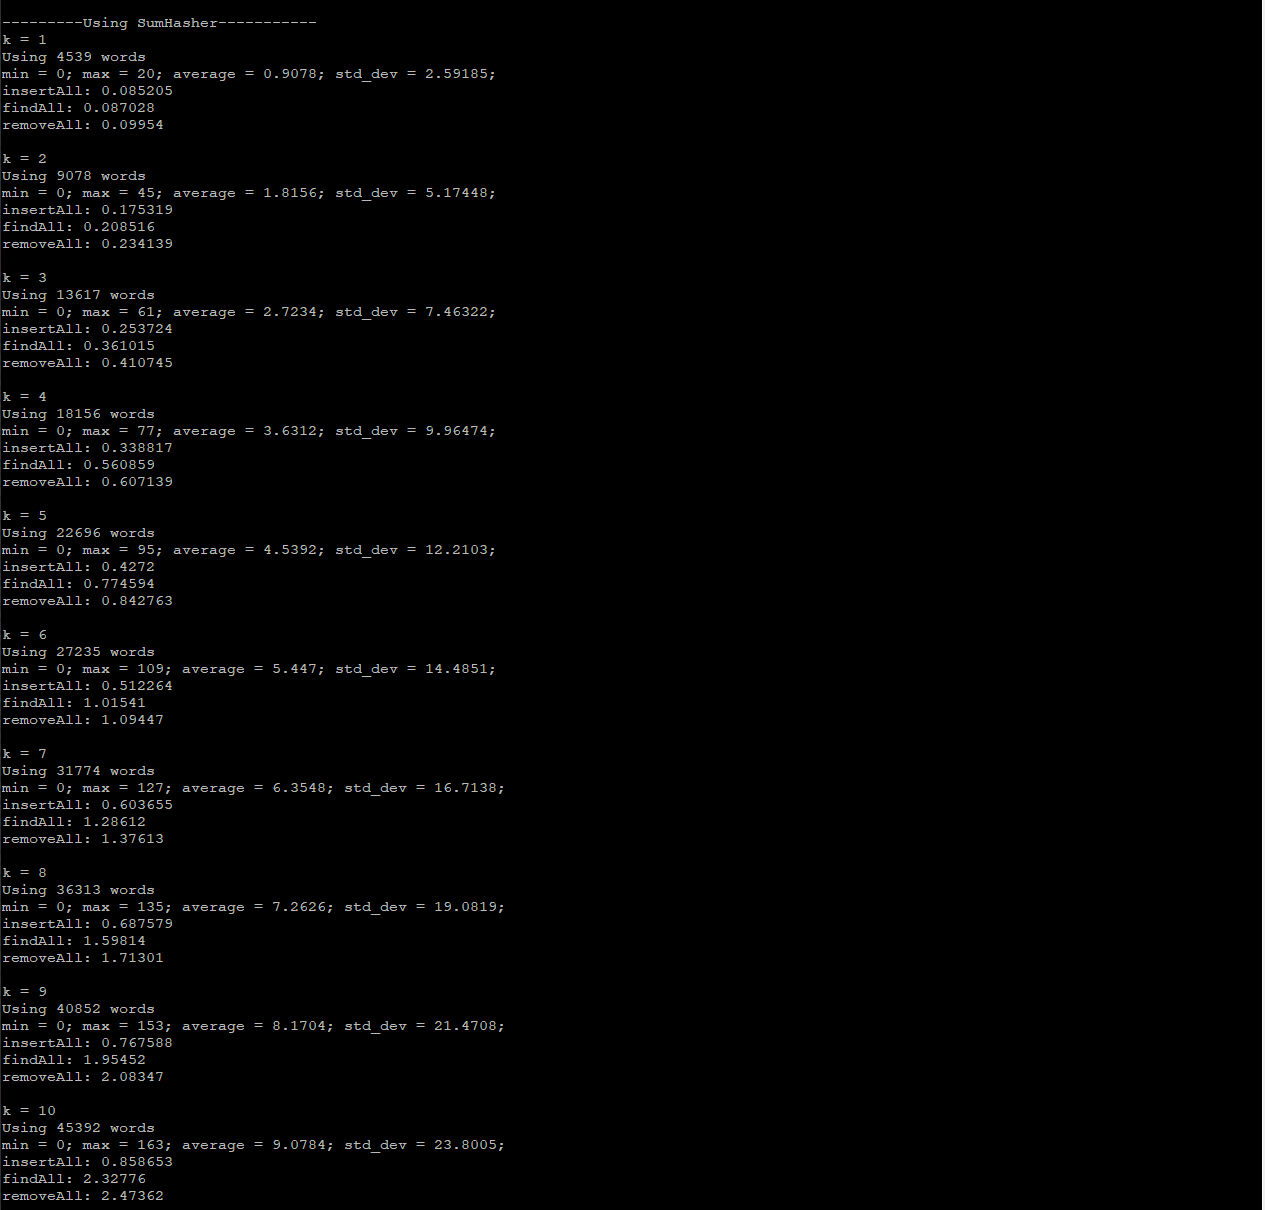 ---------Using SumHasher-----------
k = 1
Using 4539 words
min = 0; max = 20; average = 0.9078; std_dev = 2.59185;
insertAll: 0.085205
findAll: 0.087028
removeAll: 0.09954
k = 2
Using 9078 words
min = 0; max = 45; average = 1.8156; std_dev = 5.17448;
insertAll: 0.175319
findAll: 0.208516
removeAll: 0.234139
k = 3
Using 13617 words
min = 0; max = 61; average = 2.7234; std_dev = 7.46322;
insertAll: 0.253724
findAll: 0.361015
removeAll: 0.410745
k = 4
Using 18156 words
min = 0; max = 77; average = 3.6312; std_dev = 9.96474;
insertAll: 0.338817
findAll: 0.560859
removeAll: 0.607139
k = 5
Using 22696 words
min = 0; max = 95; average = 4.5392; std_dev = 12.2103;
insertAll: 0.4272
findAll: 0.774594
removeAll: 0.842763
k = 6
Using 27235 words
min = 0; max = 109; average = 5.447; std_dev = 14.4851;
insertAll: 0.512264
findAll: 1.01541
removeAll: 1.09447
k = 7
Using 31774 words
min = 0; max = 127; average = 6.3548; std_dev = 16.7138;
insertAll: 0.603655
findAll: 1.28612
removeAll: 1.37613
k = 8
Using 36313 words
min = 0; max = 135; average = 7.2626; std_dev = 19.0819;
insertAll: 0.687579
findAll: 1.59814
removeAll: 1.71301
k = 9
Using 40852 words
min = 0; max = 153; average = 8.1704; std_dev = 21.4708;
insertAll: 0.767588
findAll: 1.95452
removeAll: 2.08347
k = 10
Using 45392 words
min = 0; max = 163; average = 9.0784; std_dev = 23.8005;
insertAll: 0.858653
findAll: 2.32776
removeAll: 2.47362